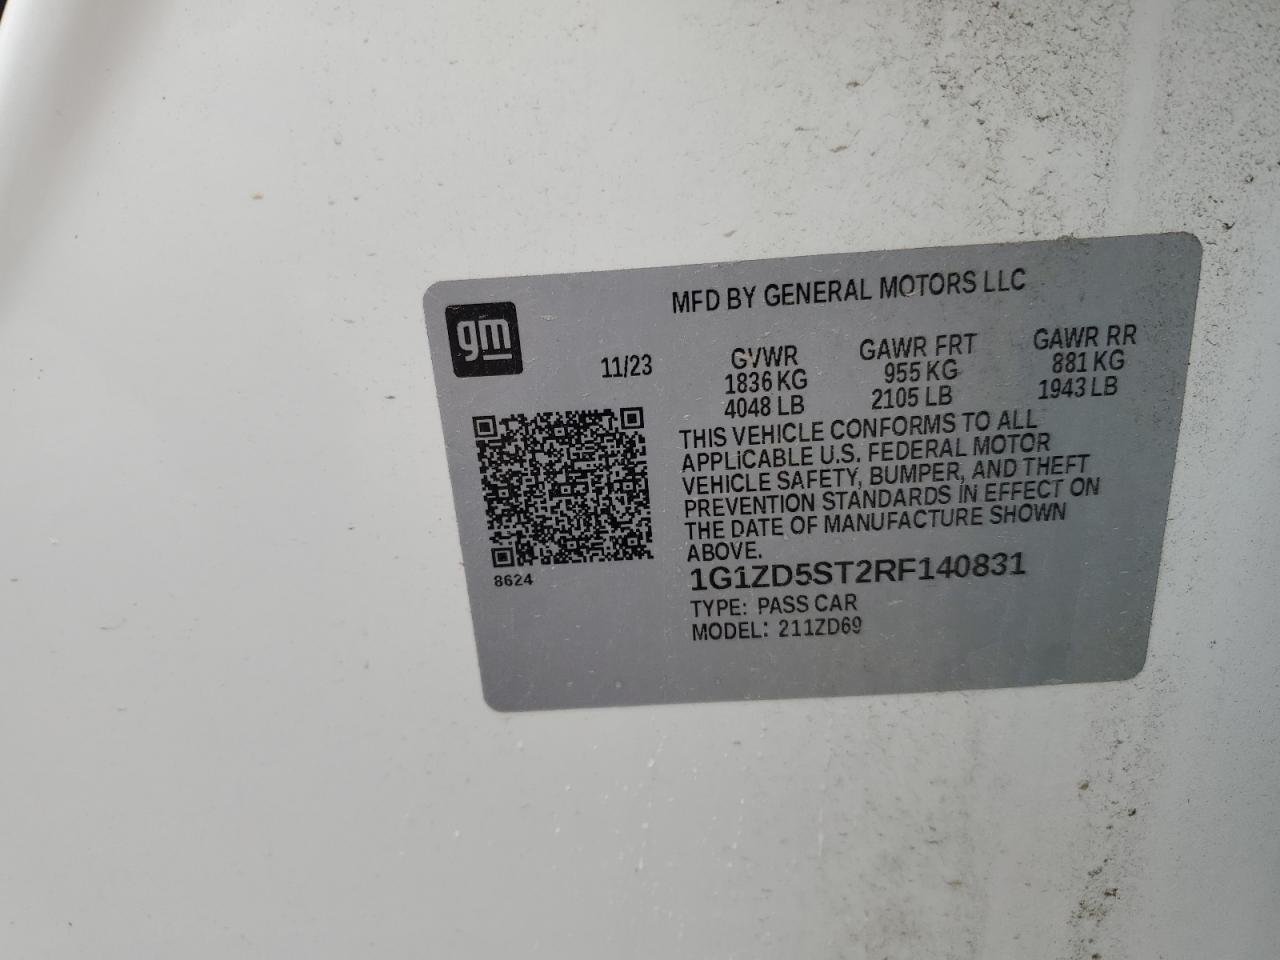 gm
MFD BY GENERAL MOTORS LLC
11/23
GVWR
1836 KG
4048 LB
GAWR FRT
955 KG
2105 LB
GAWR RR
881 KG
1943 LB
THIS VEHICLE CONFORMS TO ALL
APPLICABLE U.S. FEDERAL MOTOR
VEHICLE SAFETY, BUMPER, AND THEFT
PREVENTION STANDARDS IN EFFECT ON
THE DATE OF MANUFACTURE SHOWN
ABOVE.
8624
1G1ZD5ST2RF140831
TYPE: PASS CAR
MODEL: 211ZD69